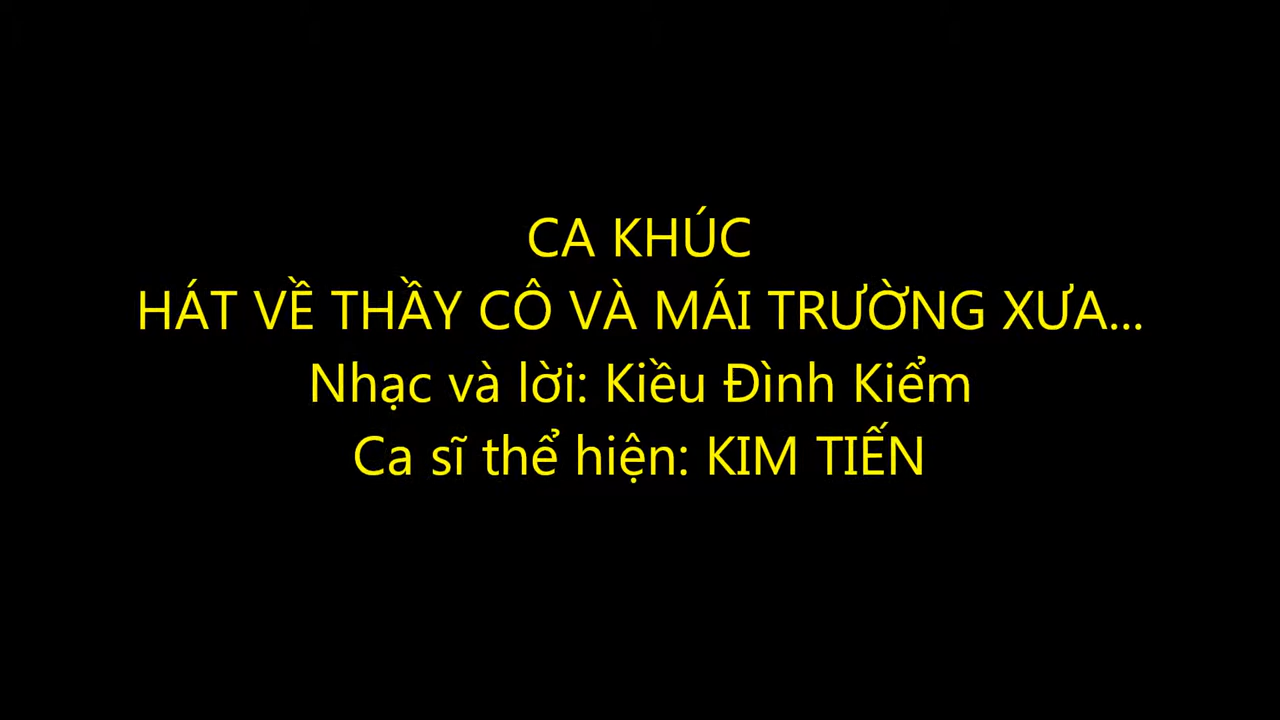 CA KHÚC
HÁT VỀ THẦY CÔ VÀ MÁI TRƯỜNG XƯA...
Nhạc và lời: Kiều Đình Kiểm
Ca sĩ thể hiện: KIM TIẾN